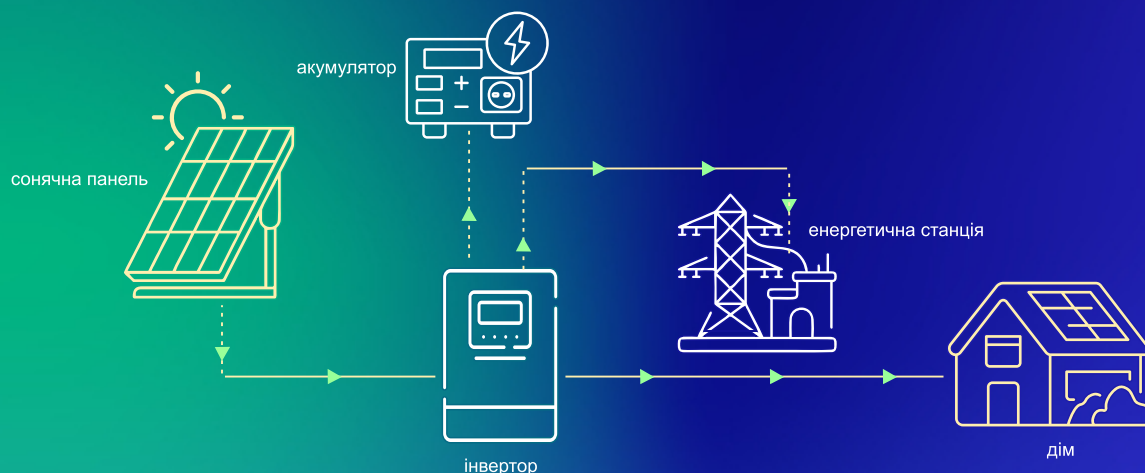 акумулятор
сонячна панель
енергетична станція
дім
інвертор